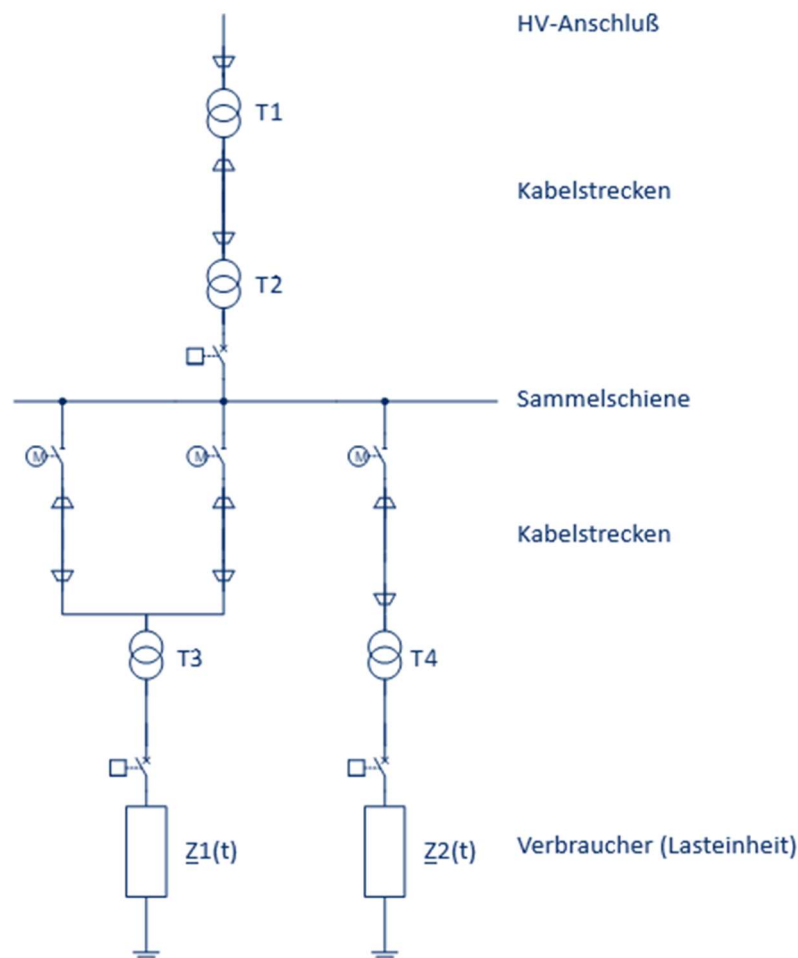 HV-Anschluß
T1
Kabelstrecken
T2
Sammelschiene
M
M
M
Kabelstrecken
T3
T4
Z1(t)
Z2(t)
Verbraucher (Lasteinheit)